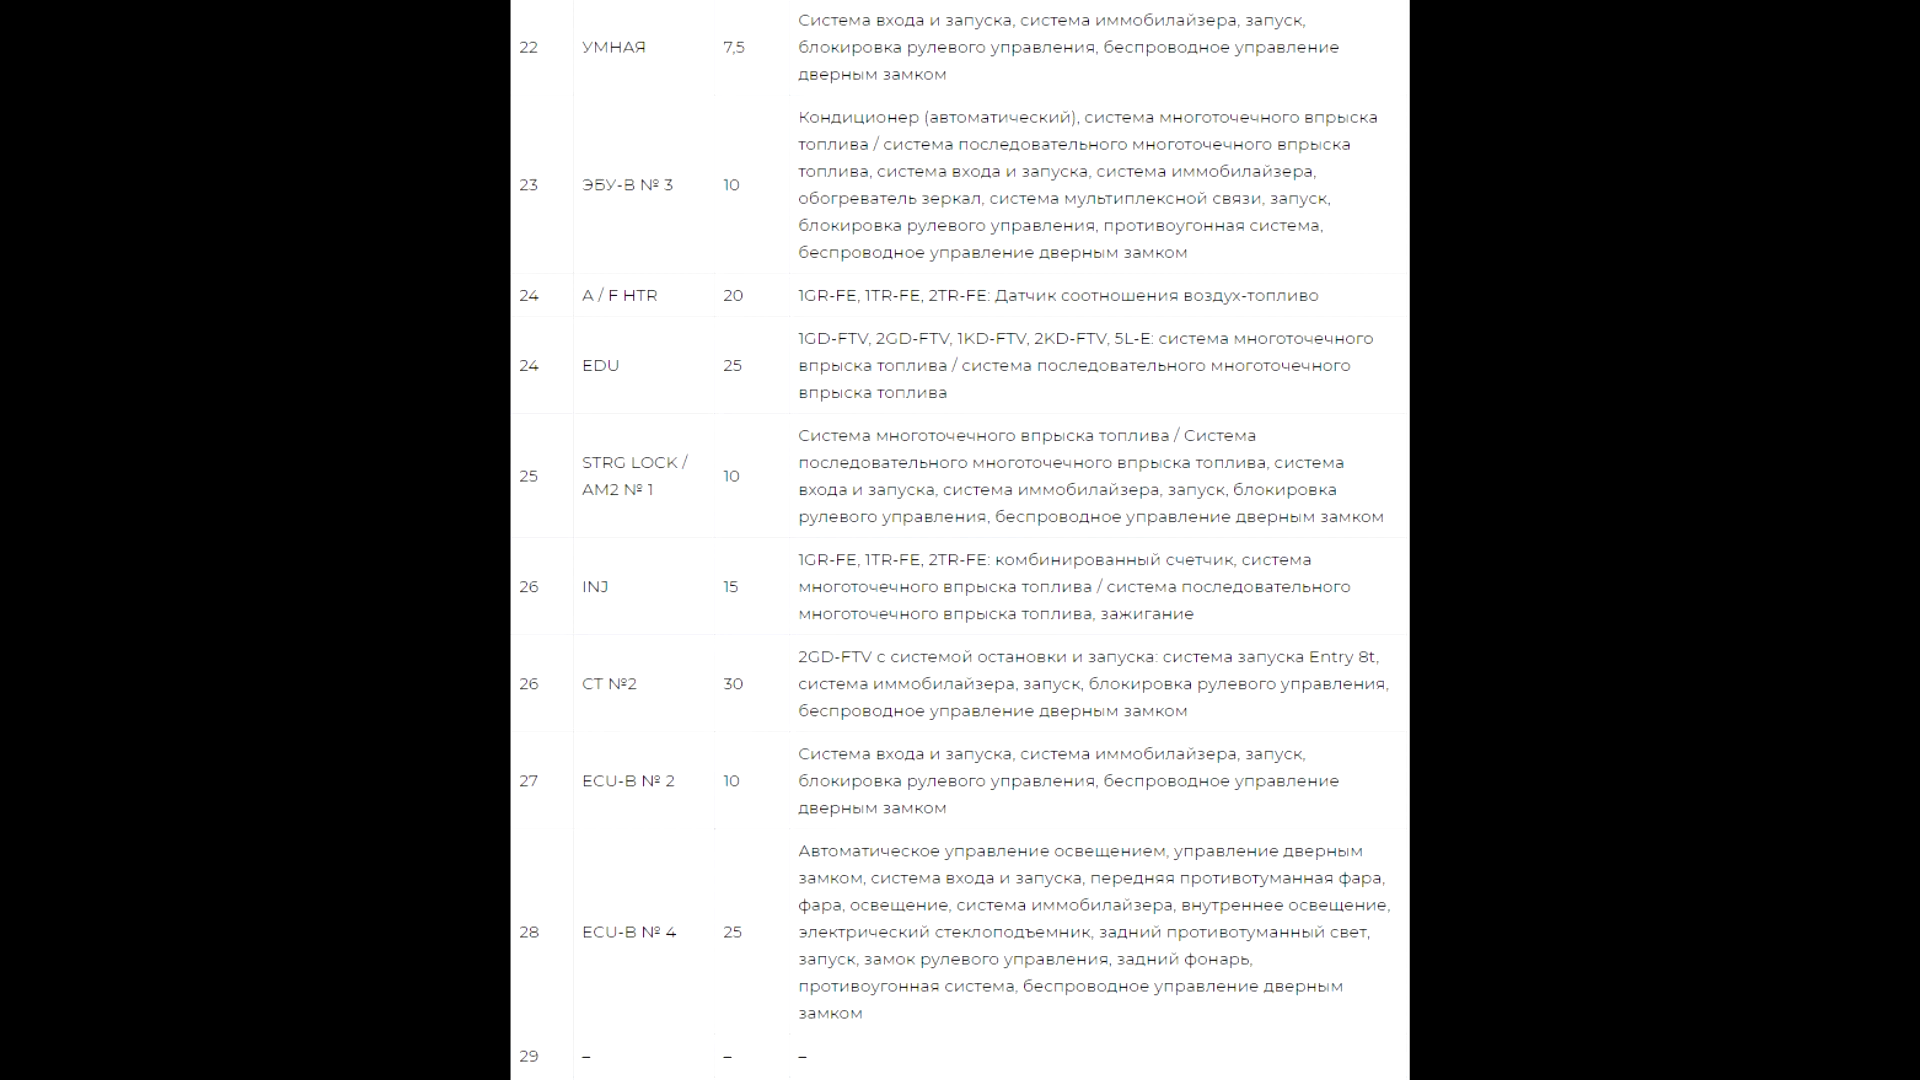 Система входа и запуска, система иммобилайзера, запуск,
22 УМНАЯ 7,5 блокировка рулевого управления, беспроводное управление
дверным замком
Кондиционер (автоматический), система многоточечного впрыска
топлива / система последовательного многоточечного впрыска
топлива, система входа и запуска, система иммобилайзера,
23 ЭБУ-В № 3 10 обогреватель зеркал, система мультиплексной связи, запуск,
блокировка рулевого управления, противоугонная система,
беспроводное управление дверным замком
24 A / F HTR 20 1GR-FE, 1TR-FE, 2TR-FE: Датчик соотношения воздух-топливо
1GD-FTV, 2GD-FTV, 1KD-FTV, 2KD-FTV, 5L-E: система многоточечного
24 EDU 25 впрыска топлива / система последовательного многоточечного
впрыска топлива
Система многоточечного впрыска топлива / Система
STRG LOCK / последовательного многоточечного впрыска топлива, система
25 AM2 № 1 10 входа и запуска, система иммобилайзера, запуск, блокировка
рулевого управления, беспроводное управление дверным замком
1GR-FE, 1TR-FE, 2TR-FE: комбинированный счетчик, система
26 INJ 15 многоточечного впрыска топлива / система последовательного
многоточечного впрыска топлива, зажигание
2GD-FTV с системой остановки и запуска: система запуска Entry 8t,
26 СТ №2 30 система иммобилайзера, запуск, блокировка рулевого управления,
беспроводное управление дверным замком
Система входа и запуска, система иммобилайзера, запуск,
27 ECU-B № 2 10 блокировка рулевого управления, беспроводное управление
дверным замком
Автоматическое управление освещением, управление дверным
замком, система входа и запуска, передняя противотуманная фара,
фара, освещение, система иммобилайзера, внутреннее освещение,
28 ECU-B № 4 25 электрический стеклоподъемник, задний противотуманный свет,
запуск, замок рулевого управления, задний фонарь,
противоугонная система, беспроводное управление дверным
замком
29 – – –